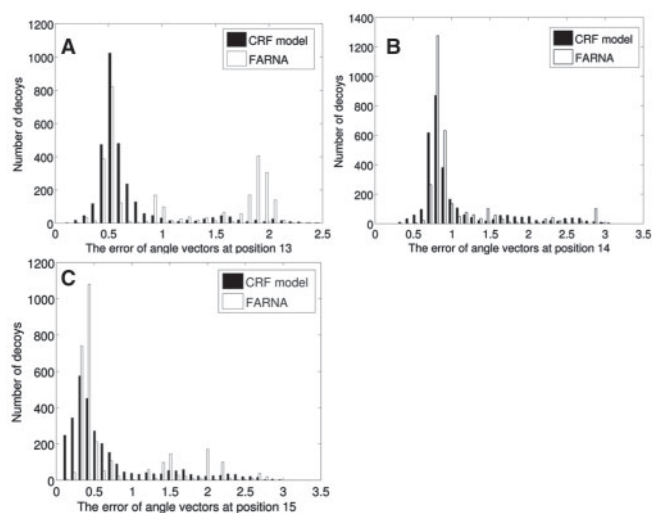 A
CRF model
FARNA
Number of decoys
1200
1000
800
600
400
200
0
0 0.5 1 1.5 2 2.5
The error of angle vectors at position 13
B
CRF model
FARNA
Number of decoys
1400
1200
1000
800
600
400
200
0
0 0.5 1 1.5 2 2.5 3 3.5
The error of angle vectors at position 14
C
CRF model
FARNA
Number of decoys
1200
1000
800
600
400
200
0
0 0.5 1 1.5 2 2.5 3 3.5
The error of angle vectors at position 15